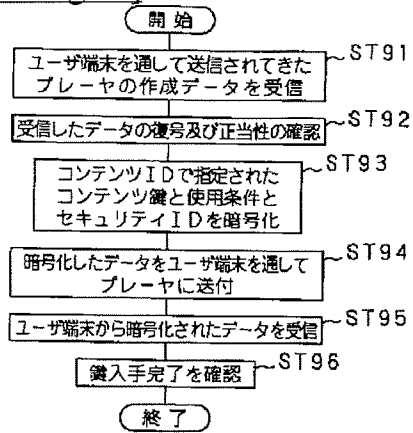 開始
ユーザ端末を通して送信されてきた
プレーヤの作成データを受信
ST91
受信したデータの復号及び正当性の確認
ST92
コンテンツIDで指定された
コンテンツ鍵と使用条件と
セキュリティIDを暗号化
ST93
暗号化したデータをユーザ端末を通して
プレーヤに送付
ST94
ユーザ端末から暗号化されたデータを受信
ST95
鍵入手完了を確認
ST96
終了